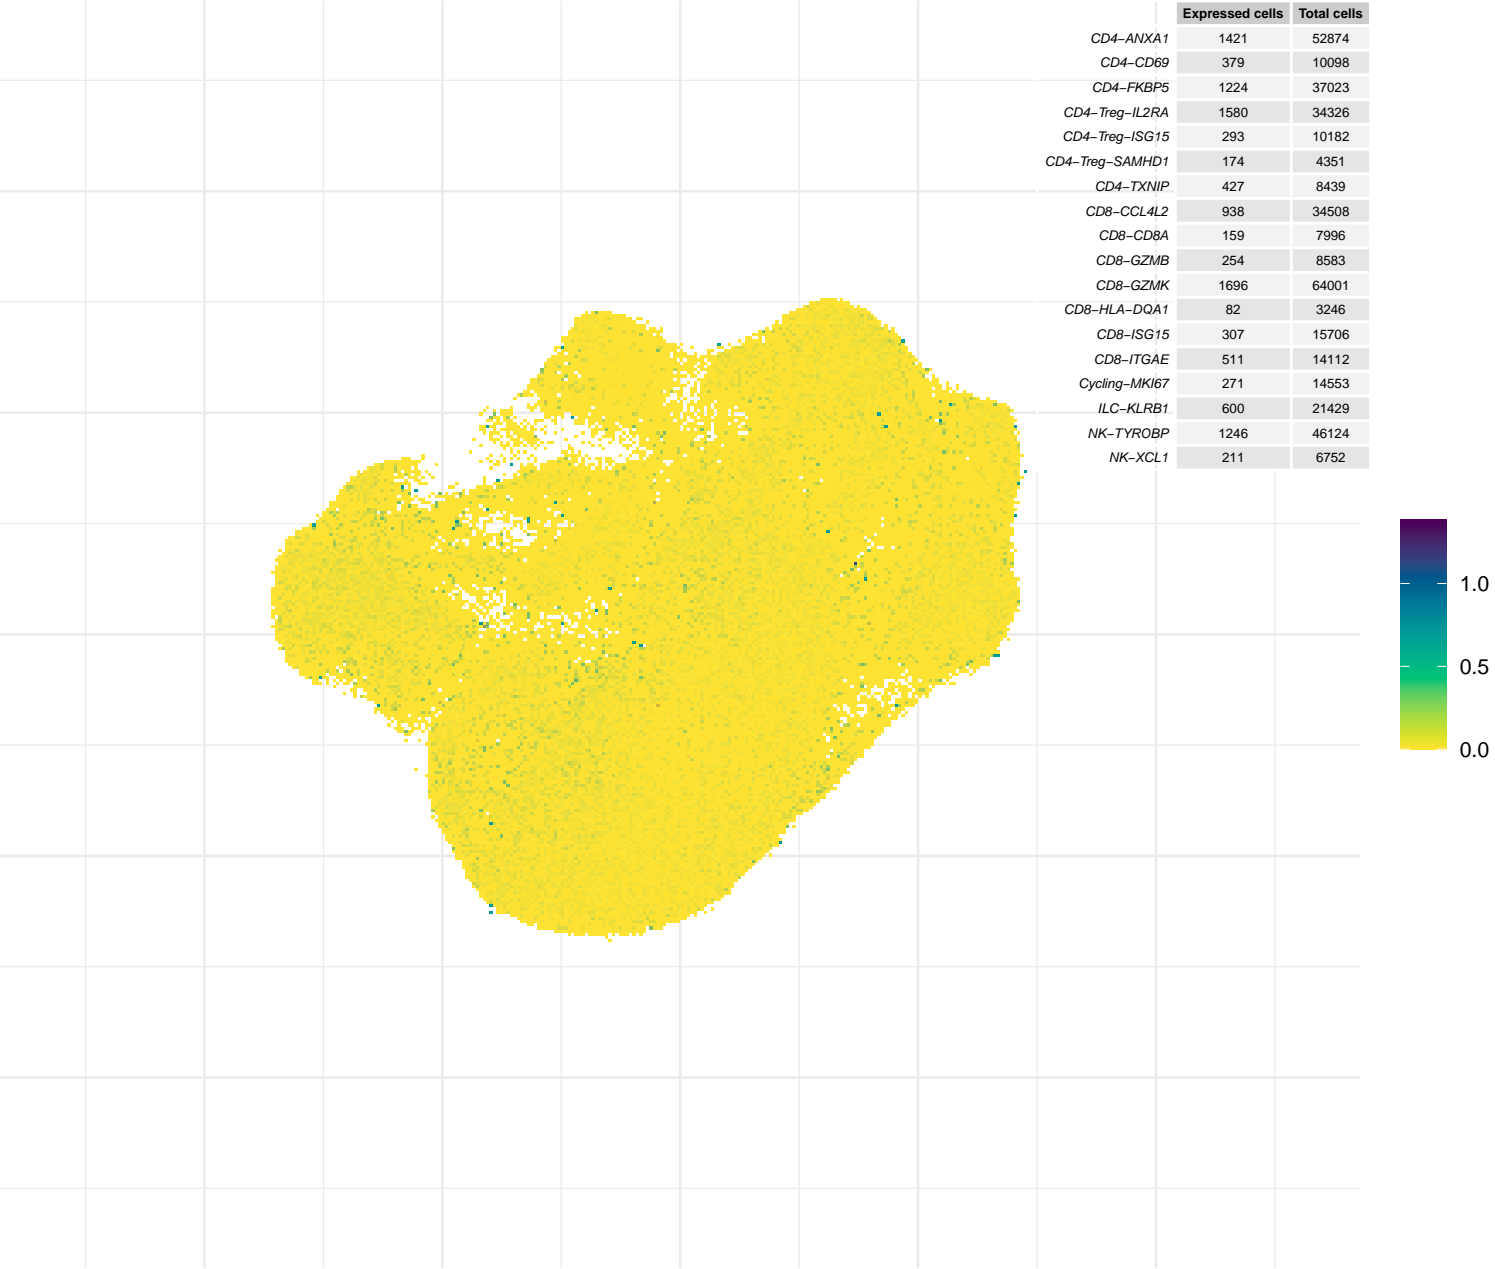 Expressed cells Total cells
CD4−ANXA1 1421 52874
CD4−CD69 379 10098
CD4−FKBP5 1224 37023
CD4−Treg−IL2RA 1580 34326
CD4−Treg−ISG15 293 10182
CD4−Treg−SAMHD1 174 4351
CD4−TXNIP 427 8439
CD8−CCL4L2 938 34508
CD8−CD8A 159 7996
CD8−GZMB 254 8583
CD8−GZMK 1696 64001
CD8−HLA−DQA1 82 3246
CD8−ISG15 307 15706
CD8−ITGAE 511 14112
Cycling−MKI67 271 14553
ILC−KLRB1 600 21429
NK−TYROBP 1246 46124
NK−XCL1 211 6752
1.0
0.5
0.0